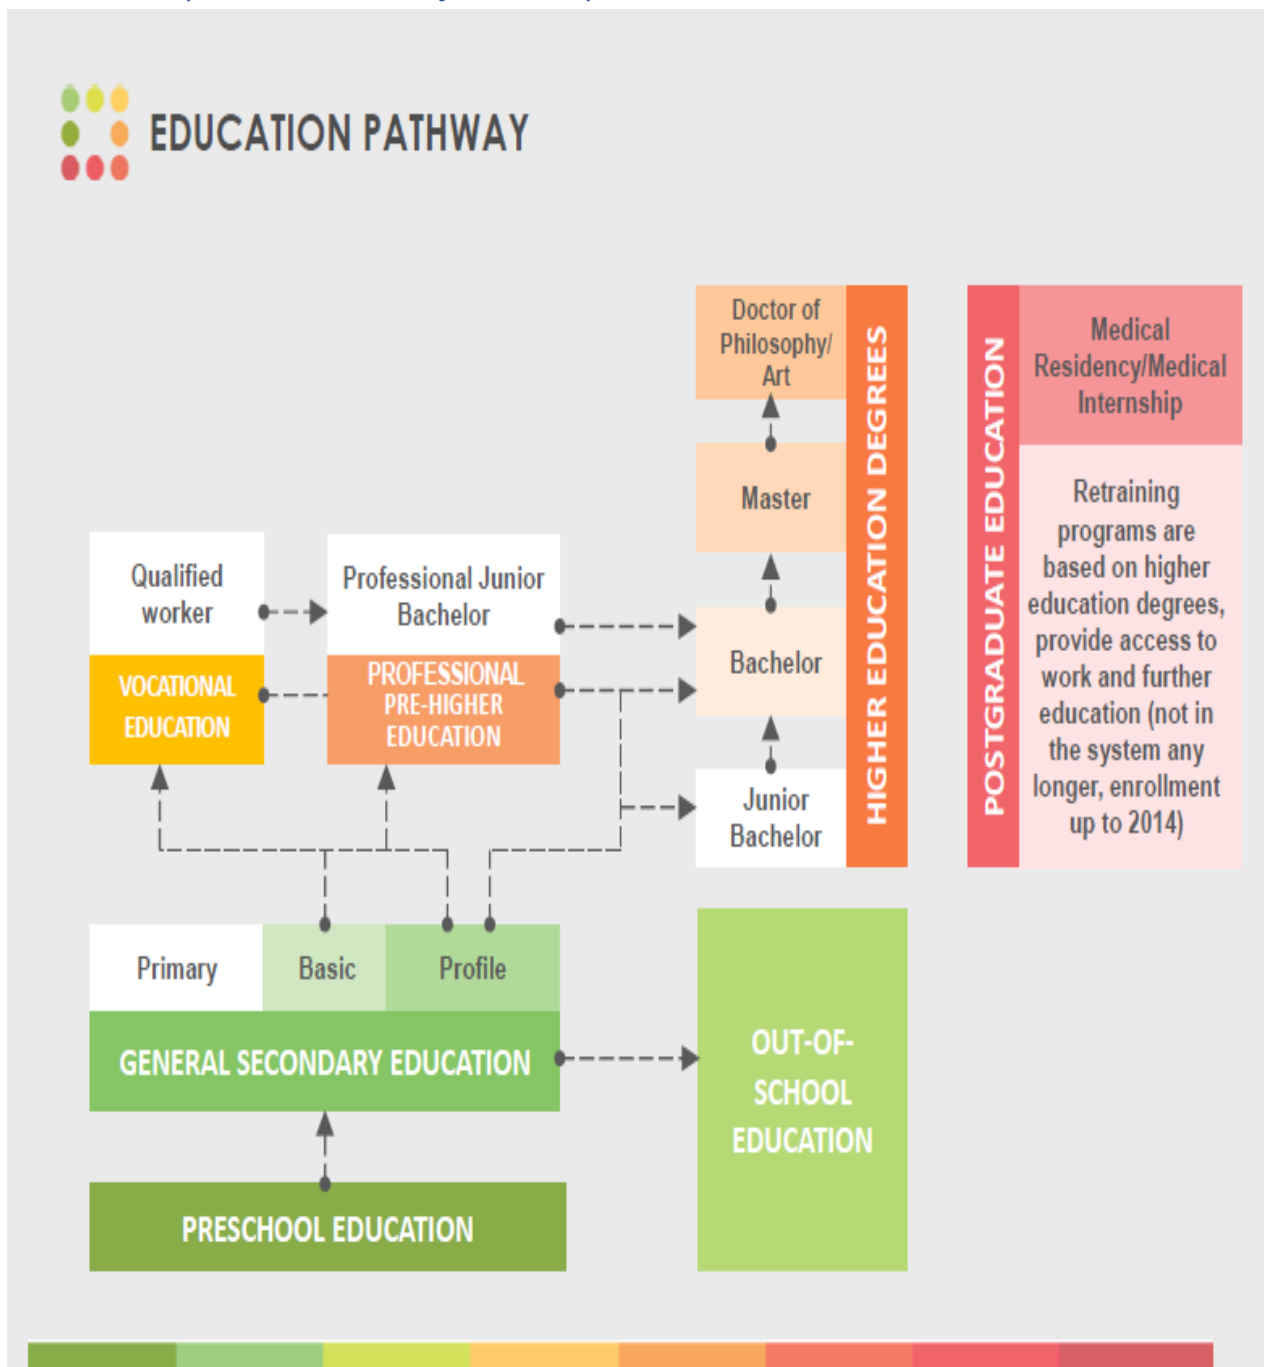 EDUCATION PATHWAY
Doctor of
Philosophy/
Art
Master
Bachelor
Junior
Bachelor
HIGHER EDUCATION DEGREES
POSTGRADUATE EDUCATION
Medical
Residency/Medical
Internship
Retraining
programs are
based on higher
education degrees,
provide access to
work and further
education (not in
the system any
longer, enrollment
up to 2014)
Qualified
worker
VOCATIONAL
EDUCATION
Professional Junior
Bachelor
PROFESSIONAL
PRE-HIGHER
EDUCATION
Primary
Basic
Profile
GENERAL SECONDARY EDUCATION
OUT-OF-
SCHOOL
EDUCATION
PRESCHOOL EDUCATION